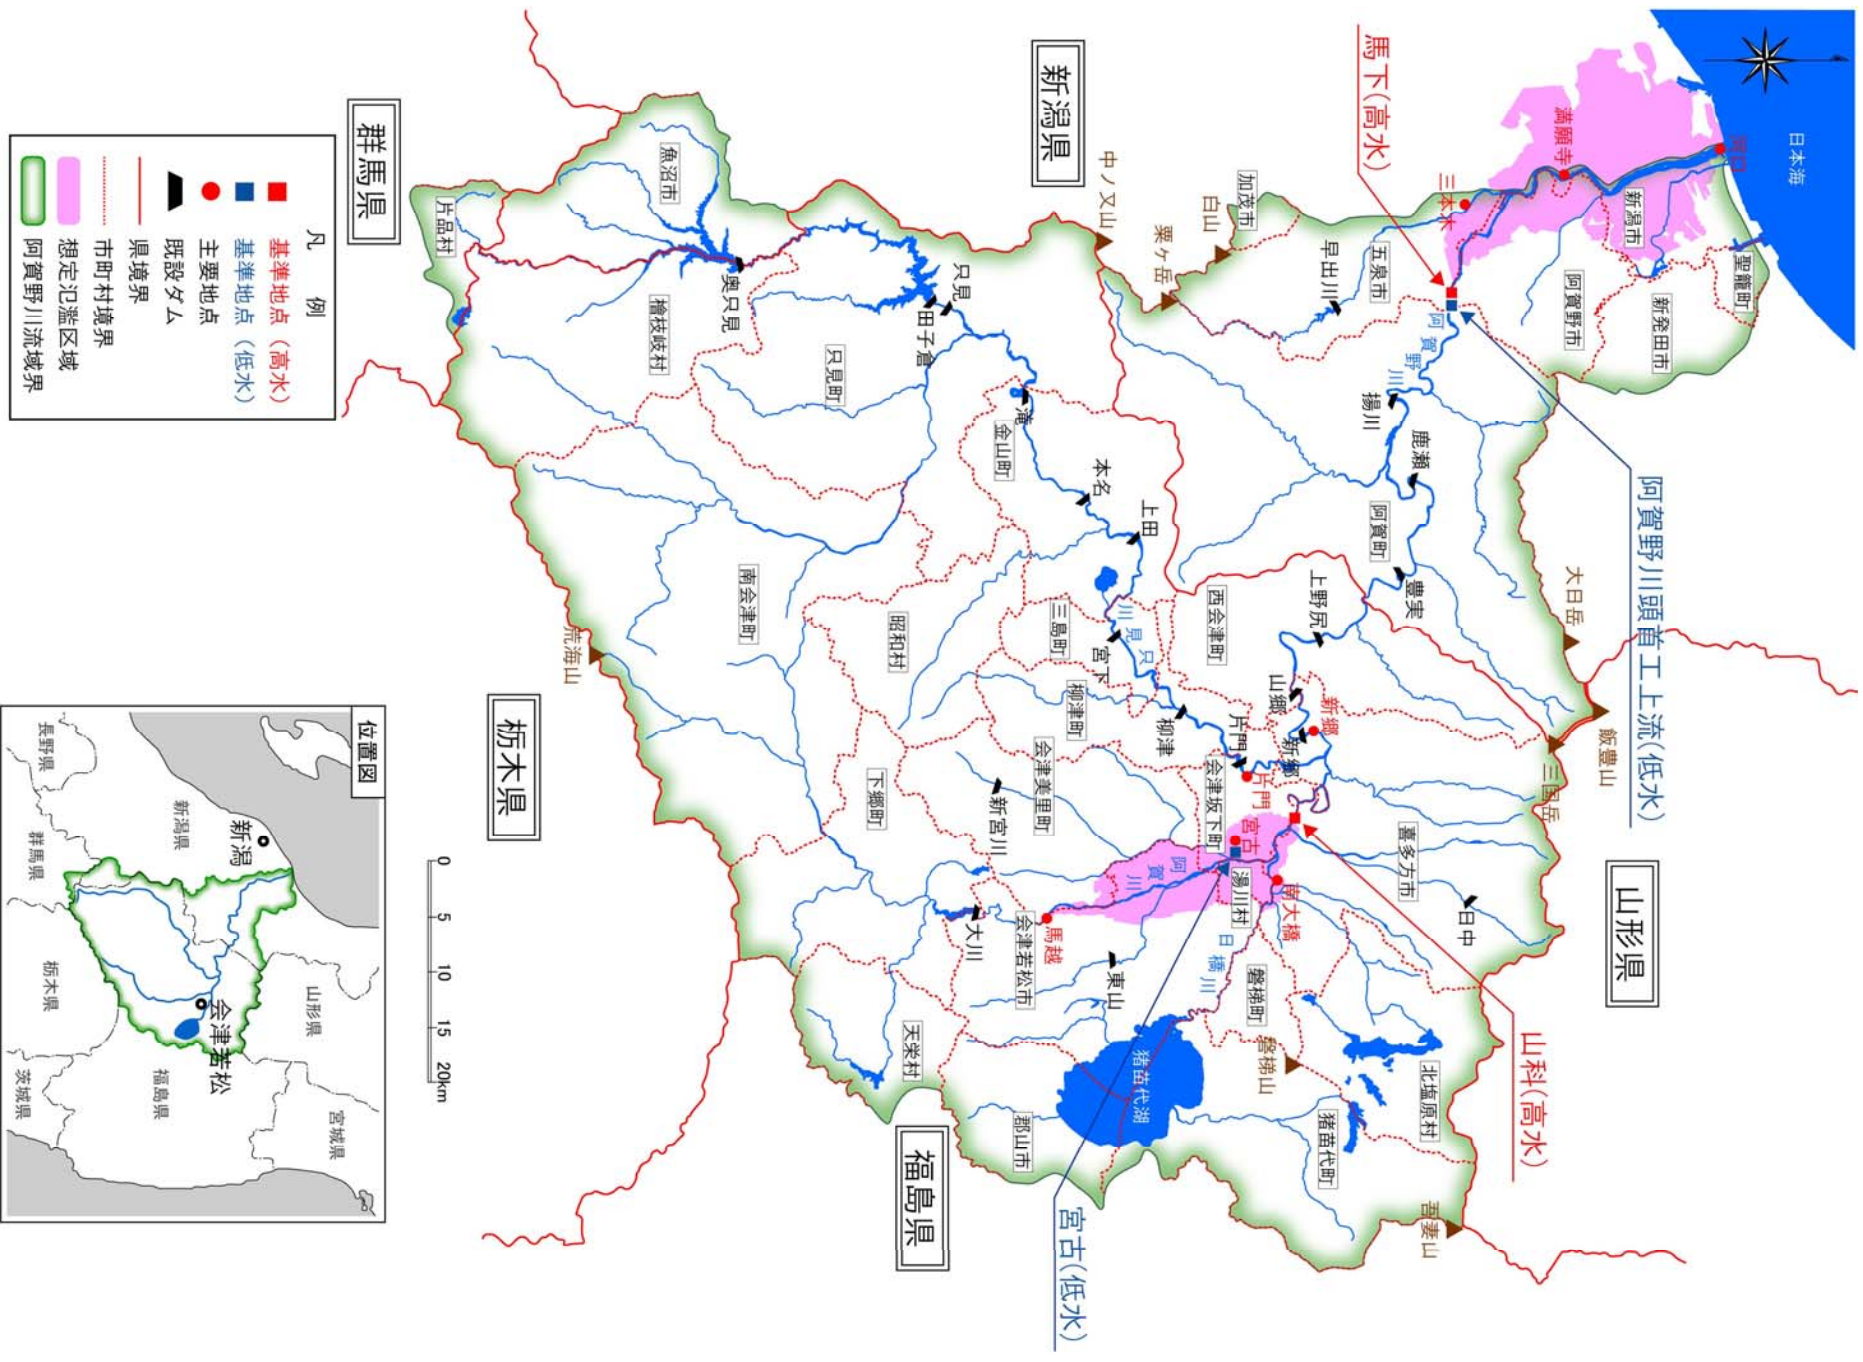 日本海
河口
満願寺
三本木
馬下(高水)
新潟県
新潟市
聖籠町
新発田市
阿賀野市
五泉市
早出川
加茂市
白山
粟ヶ岳
中ノ又山
阿賀野川
揚川
鹿瀬
阿賀町
豊実
阿賀野川頭首工上流(低水)
大日岳
飯豊山
三国岳
山形県
上野尻
西会津町
山郷
新郷
新郷
片門
片門
会津坂下町
宮古
湯川村
南大橋
喜多方市
日中
山科(高水)
日橋川
磐梯町
磐梯山
北塩原村
猪苗代町
吾妻山
猪苗代湖
宮古(低水)
福島県
郡山市
天栄村
東山
会津若松市
馬越
大川
阿賀川
新宮川
会津美里町
下郷町
柳津町
柳津
宮下
三島町
只見川
上田
本名
金山町
滝
只見
田子倉
奥只見
只見町
檜枝岐村
魚沼市
片品村
群馬県
昭和村
南会津町
荒海山
栃木県
0 5 10 15 20km
凡 例
基準地点(高水)
基準地点(低水)
主要地点
既設ダム
県境界
市町村境界
想定氾濫区域
阿賀野川流域界
位置図
新潟
新潟県
長野県
群馬県
栃木県
茨城県
福島県
山形県
宮城県
会津若松